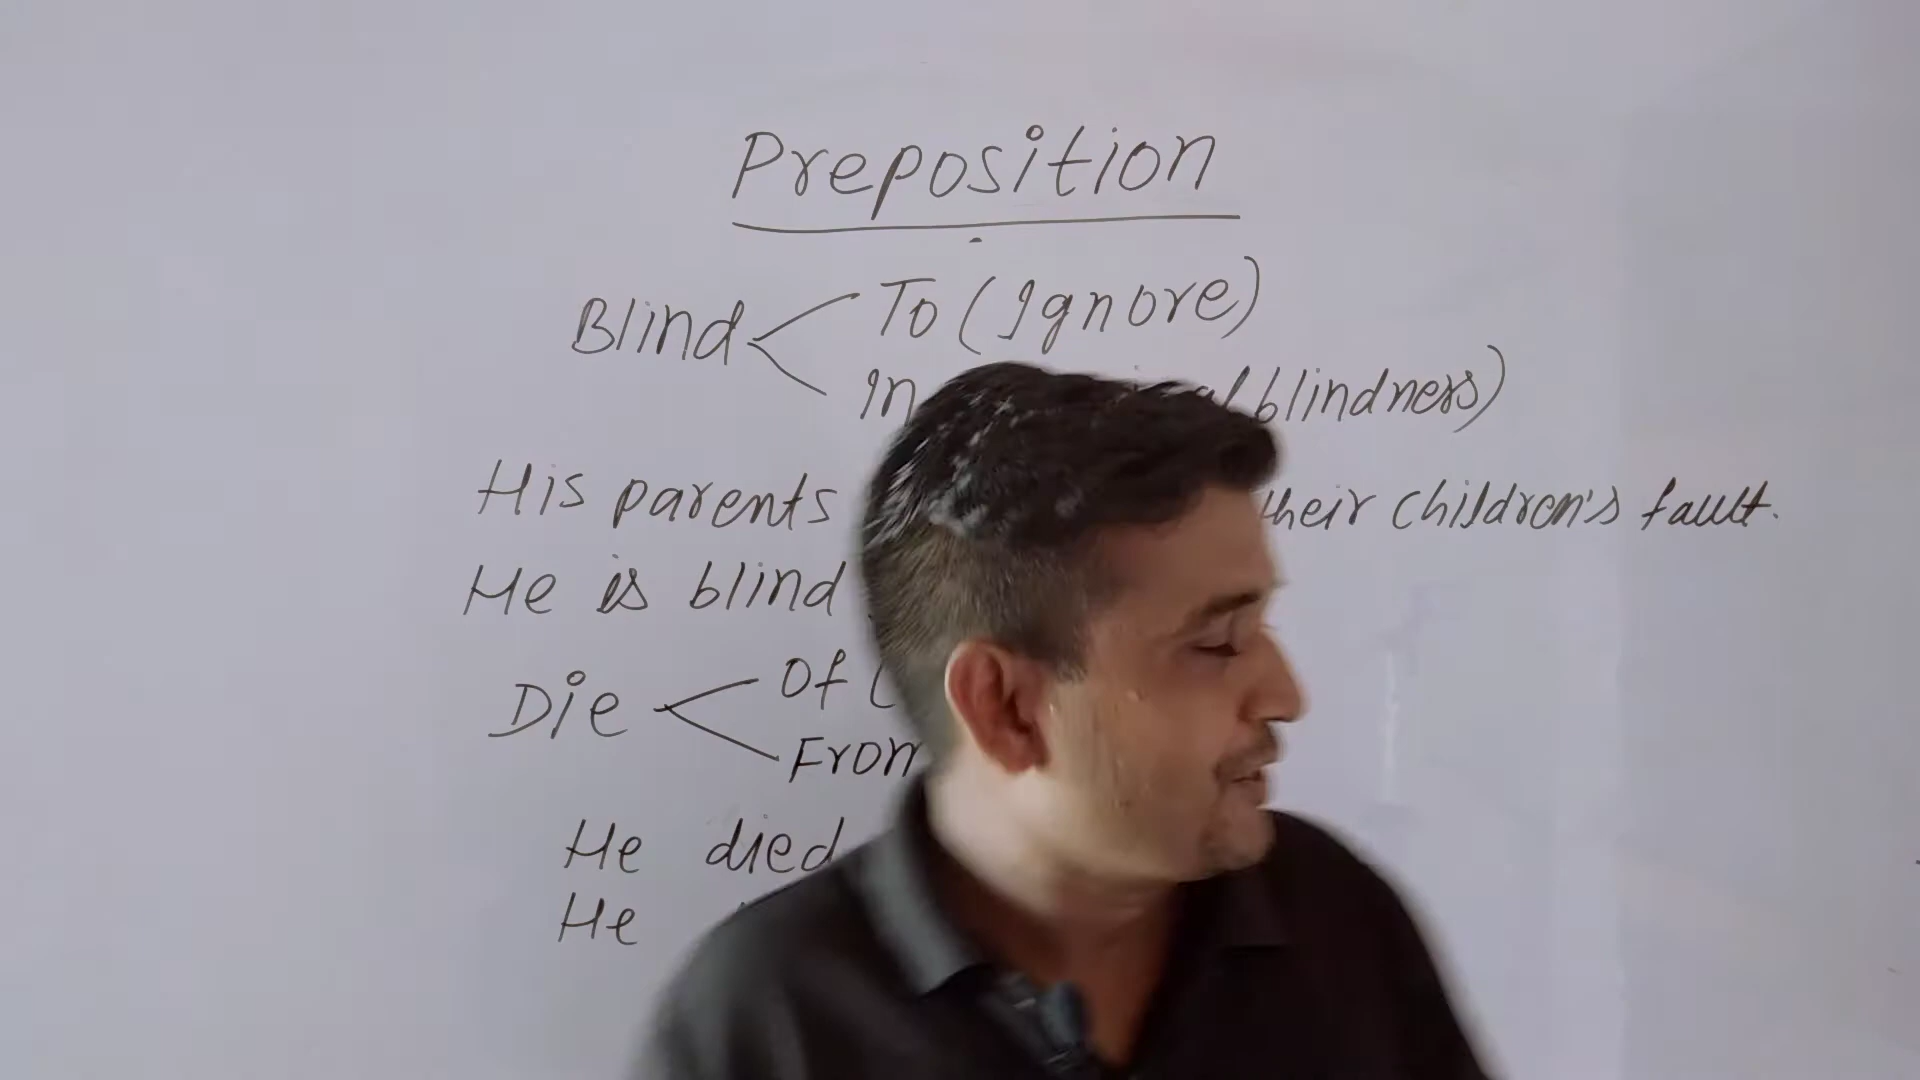 Preposition
Blind
To (Ignore)
In blindness)
His parents their children's fault.
He is blind
Die
Of (
From
He died
He